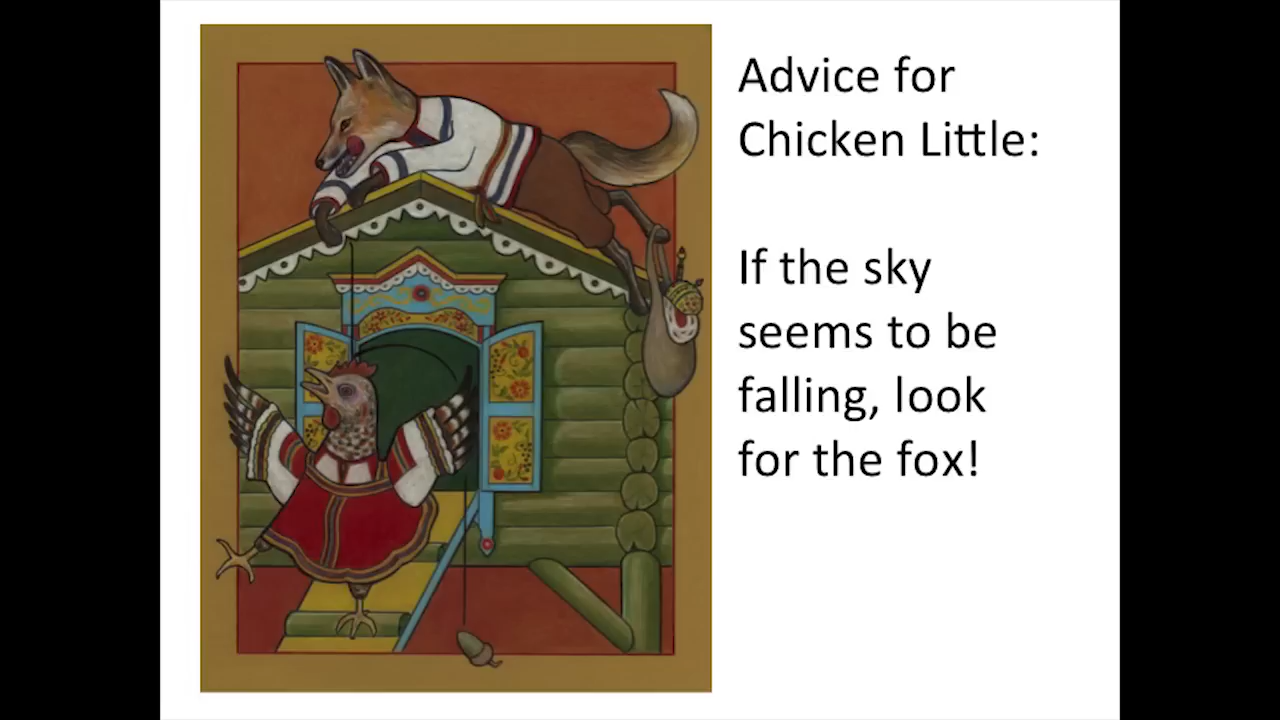 Advice for
Chicken Little:
If the sky
seems to be
falling, look
for the fox!